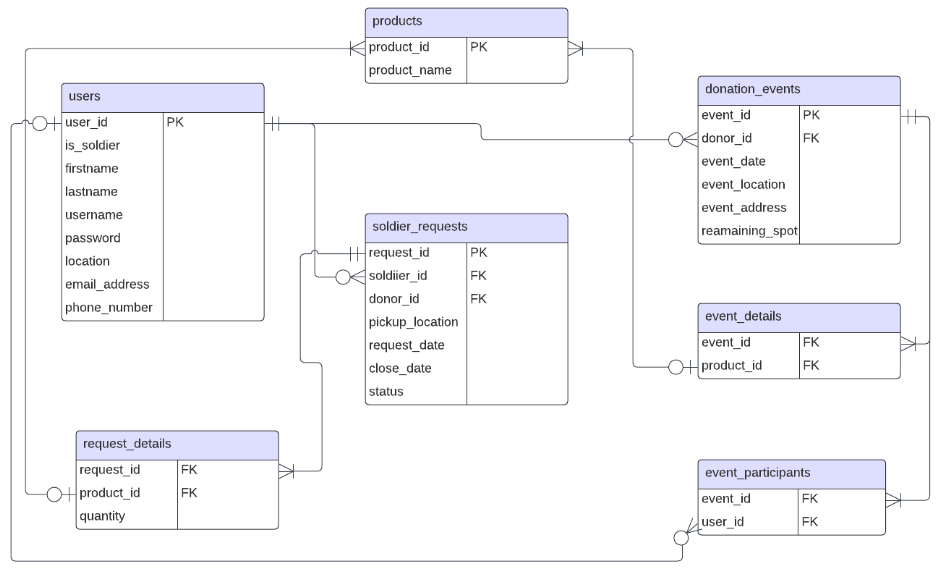 products
product_id PK
product_name
users
user_id PK
is_soldier
firstname
lastname
username
password
location
email_address
phone_number
donation_events
event_id PK
donor_id FK
event_date
event_location
event_address
reamaining_spot
soldier_requests
request_id PK
soldiier_id FK
donor_id FK
pickup_location
request_date
close_date
status
event_details
event_id FK
product_id FK
request_details
request_id FK
product_id FK
quantity
event_participants
event_id FK
user_id FK